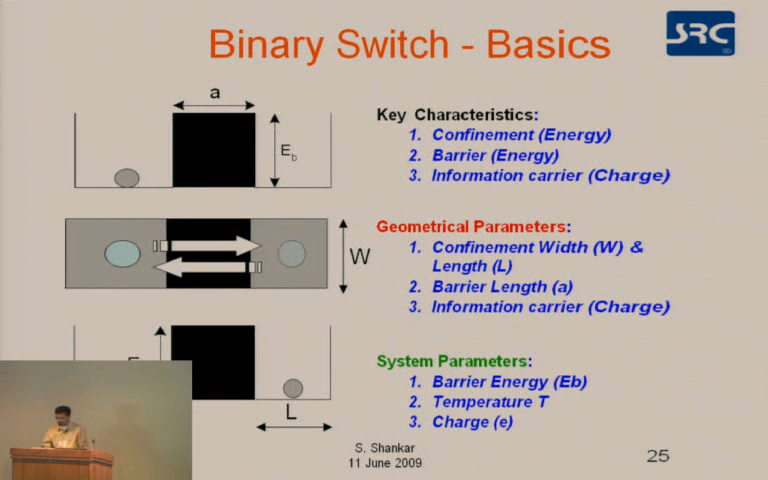 Binary Switch - Basics
SRC
a
Eb
W
L
Key Characteristics:
1. Confinement (Energy)
2. Barrier (Energy)
3. Information carrier (Charge)
Geometrical Parameters:
1. Confinement Width (W) &
Length (L)
2. Barrier Length (a)
3. Information carrier (Charge)
System Parameters:
1. Barrier Energy (Eb)
2. Temperature T
3. Charge (e)
S. Shankar
11 June 2009
25